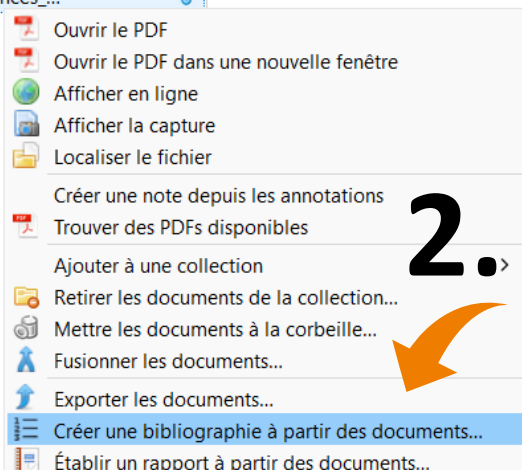 Ouvrir le PDF
Ouvrir le PDF dans une nouvelle fenêtre
Afficher en ligne
Afficher la capture
Localiser le fichier
Créer une note depuis les annotations
Trouver des PDFs disponibles
2.
Ajouter à une collection
Retirer les documents de la collection...
Mettre les documents à la corbeille...
Fusionner les documents...
Exporter les documents...
Créer une bibliographie à partir des documents...
Établir un rapport à partir des documents...